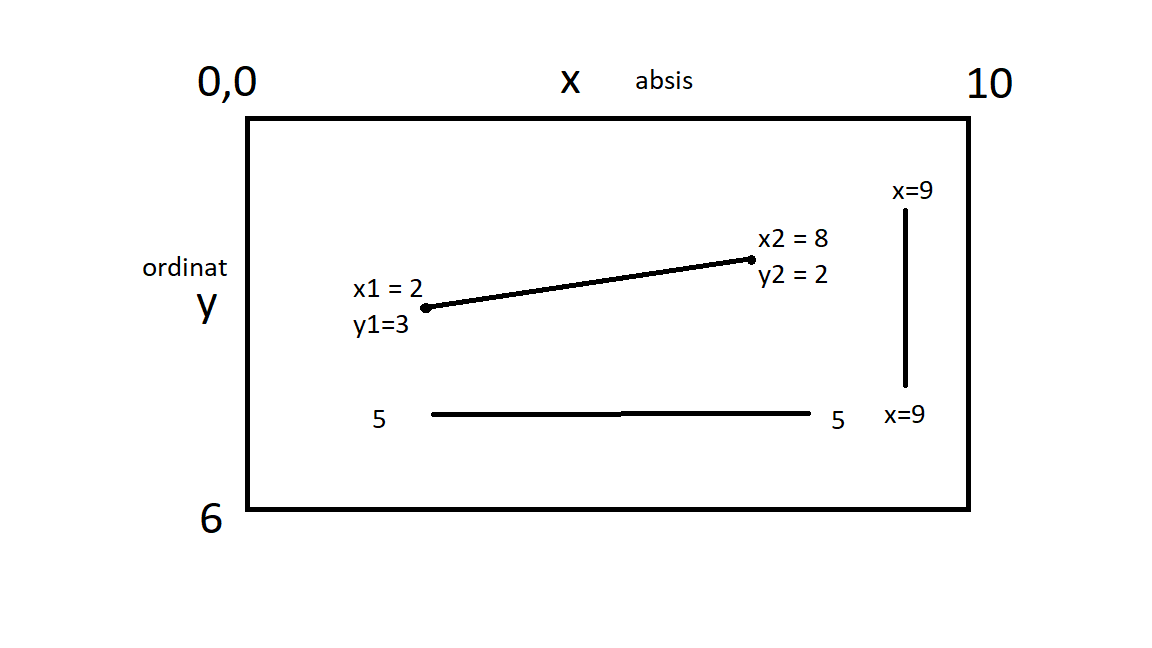 0,0
x
absis
10
x=9
x2 = 8
y2 = 2
ordinat
y
x1 = 2
y1=3
5
5
x=9
6